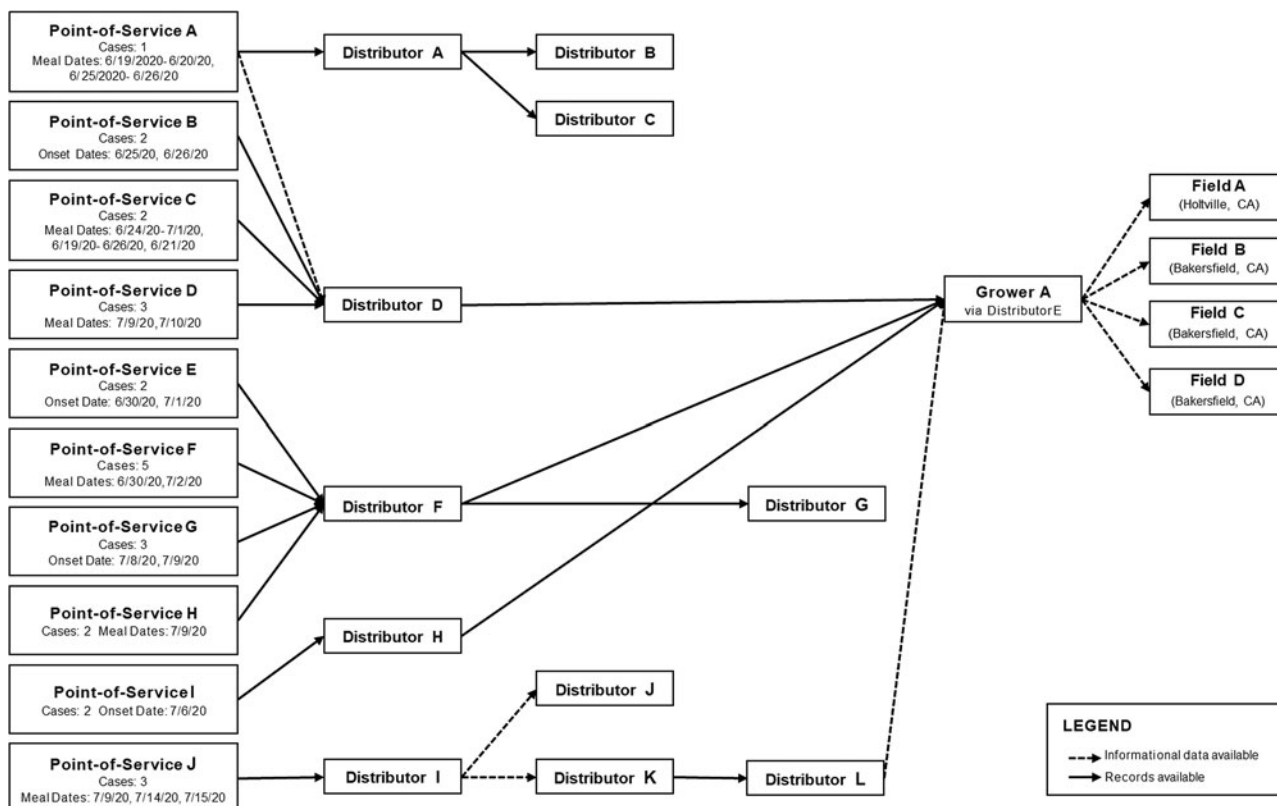 Point-of-Service A
Cases: 1
Meal Dates: 6/19/2020- 6/20/20,
6/25/2020- 6/26/20
Point-of-Service B
Cases: 2
Onset Dates: 6/25/20, 6/26/20
Point-of-Service C
Cases: 2
Meal Dates: 6/24/20- 7/1/20,
6/19/20- 6/26/20, 6/21/20
Point-of-Service D
Cases: 3
Meal Dates: 7/9/20,7/10/20
Point-of-Service E
Cases: 2
Onset Date: 6/30/20, 7/1/20
Point-of-Service F
Cases: 5
Meal Dates: 6/30/20,7/2/20
Point-of-Service G
Cases: 3
Onset Date: 7/8/20,7/9/20
Point-of-Service H
Cases: 2 Meal Dates: 7/9/20
Point-of-Service I
Cases: 2 Onset Date: 7/6/20
Point-of-Service J
Cases: 3
Meal Dates: 7/9/20, 7/14/20, 7/15/20
Distributor A
Distributor D
Distributor F
Distributor H
Distributor I
Distributor B
Distributor C
Distributor J
Distributor K
Distributor G
Distributor L
Grower A
via Distributor E
Field A
(Holtville, CA)
Field B
(Bakersfield, CA)
Field C
(Bakersfield, CA)
Field D
(Bakersfield, CA)
LEGEND
Informational data available
Records available